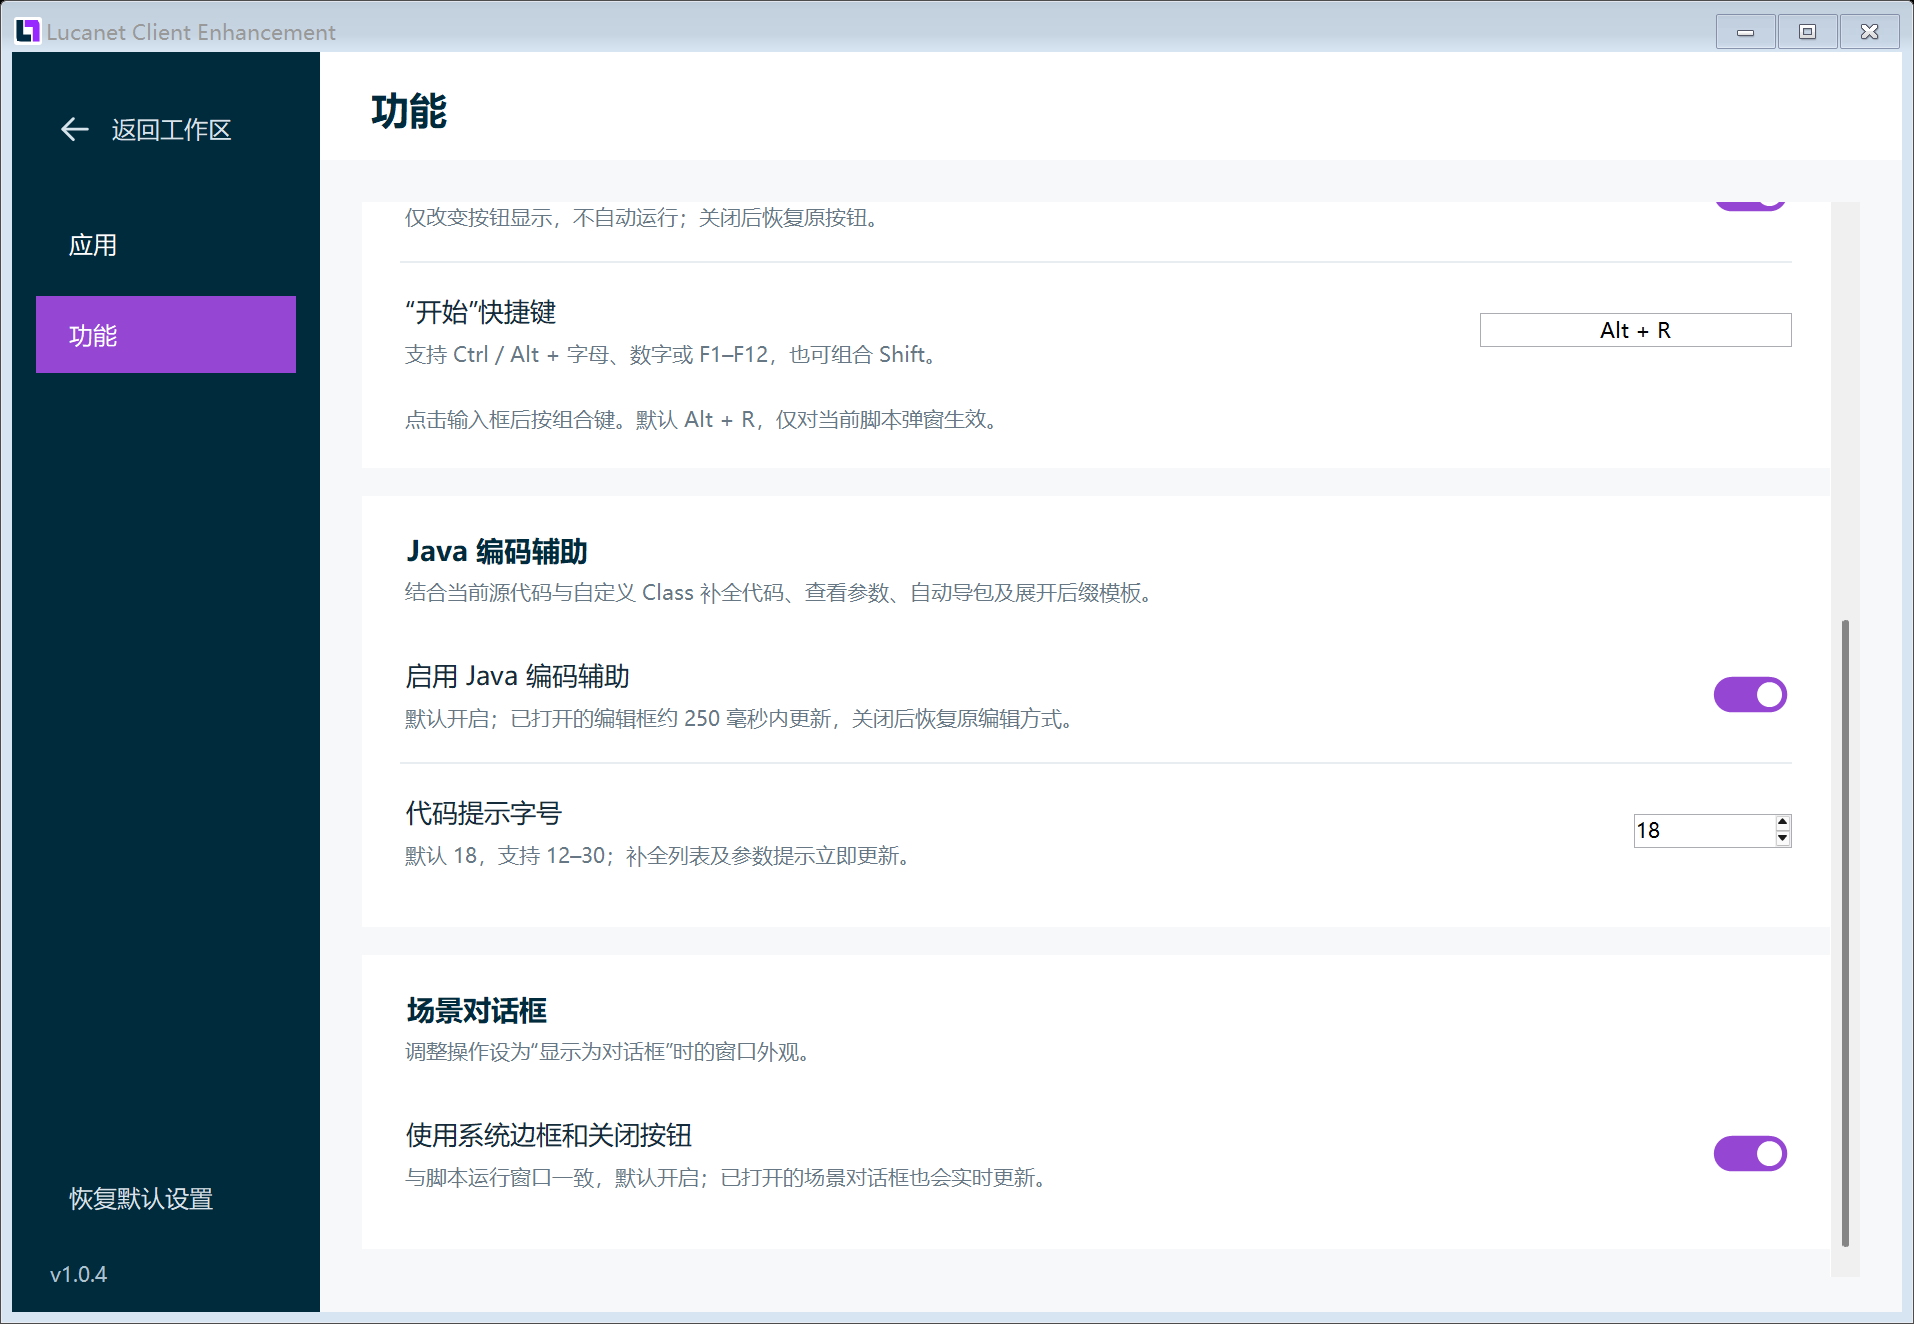 Lucanet Client Enhancement
返回工作区
应用
功能
恢复默认设置
v1.0.4
功能
仅改变按钮显示，不自动运行；关闭后恢复原按钮。
“开始”快捷键
支持 Ctrl / Alt + 字母、数字或 F1–F12，也可组合 Shift。
Alt + R
点击输入框后按组合键。默认 Alt + R，仅对当前脚本弹窗生效。
Java 编码辅助
结合当前源代码与自定义 Class 补全代码、查看参数、自动导包及展开后缀模板。
启用 Java 编码辅助
默认开启；已打开的编辑框约 250 毫秒内更新，关闭后恢复原编辑方式。
代码提示字号
默认 18，支持 12–30；补全列表及参数提示立即更新。
18
场景对话框
调整操作设为“显示为对话框”时的窗口外观。
使用系统边框和关闭按钮
与脚本运行窗口一致，默认开启；已打开的场景对话框也会实时更新。